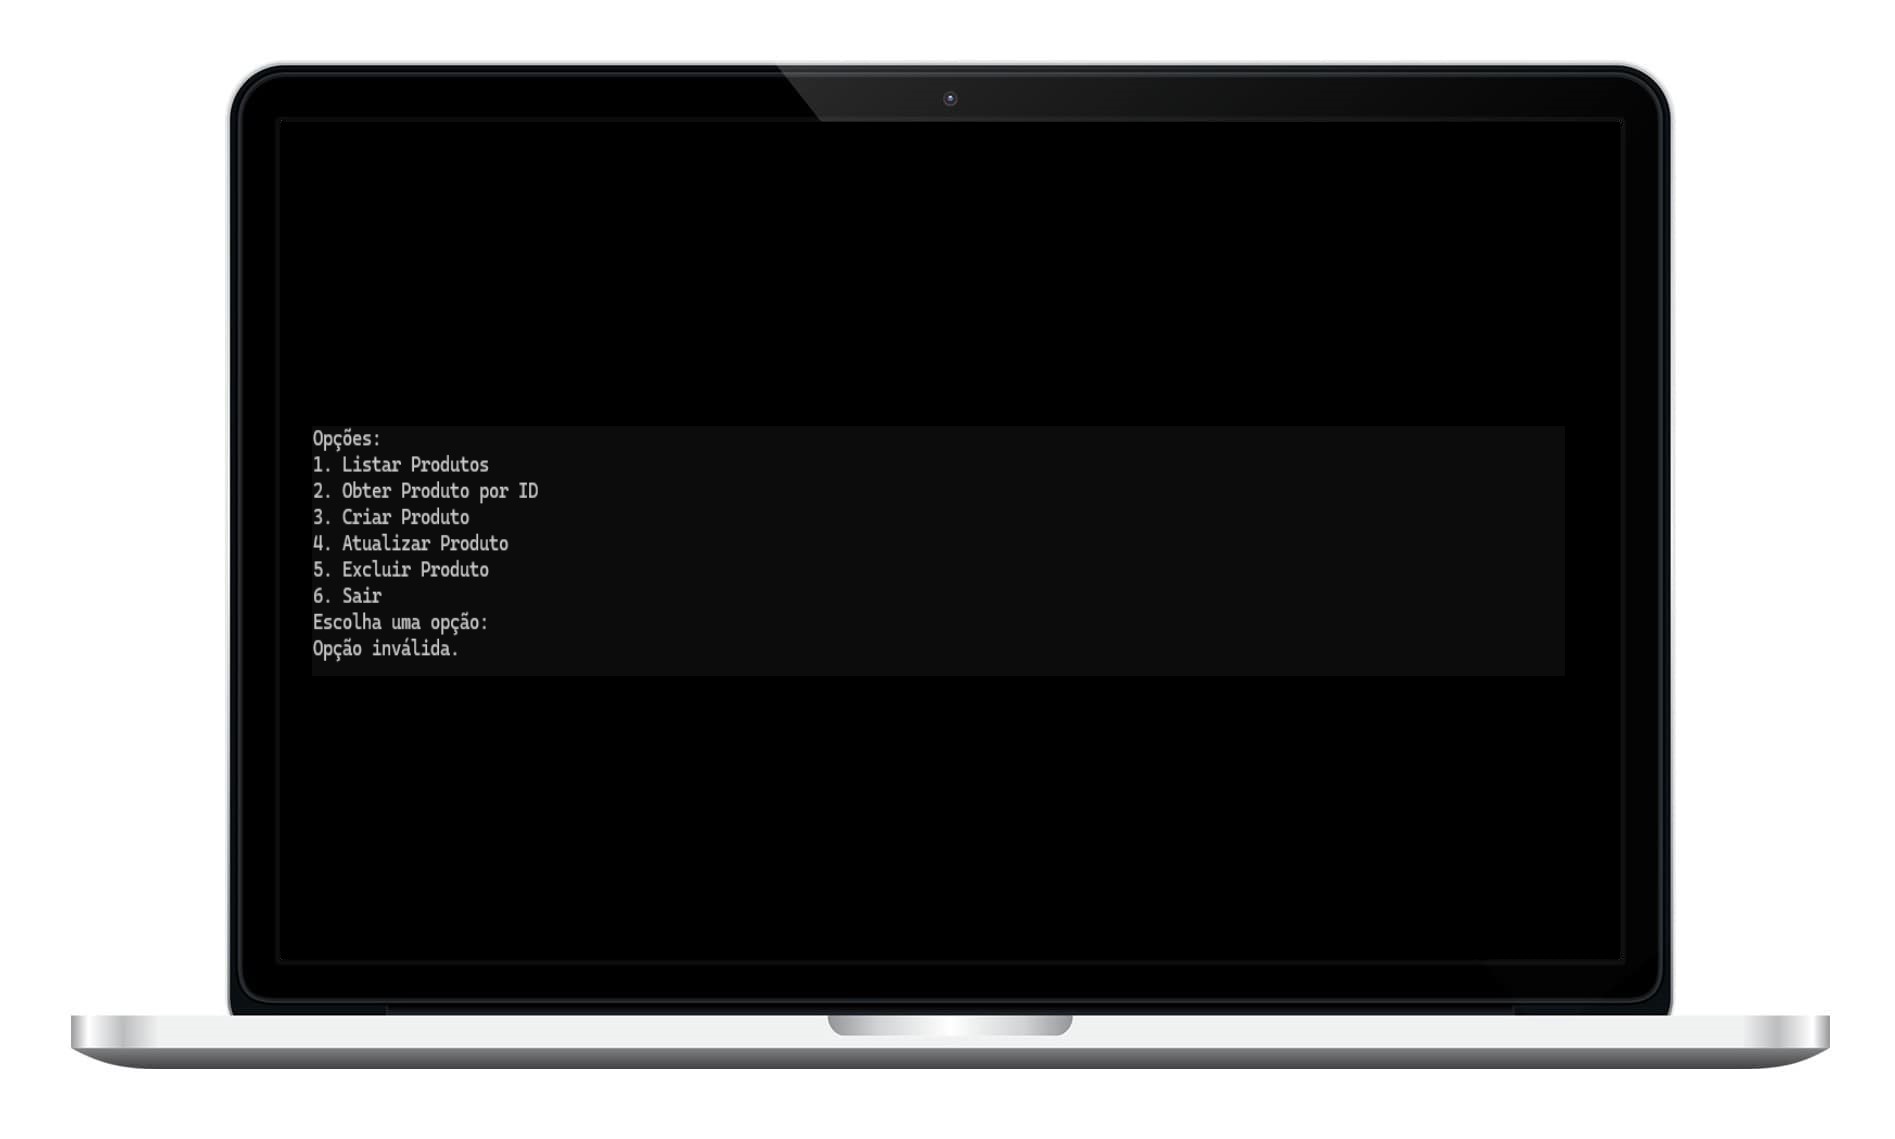 Opções:
1. Listar Produtos
2. Obter Produto por ID
3. Criar Produto
4. Atualizar Produto
5. Excluir Produto
6. Sair
Escolha uma opção:
Opção inválida.